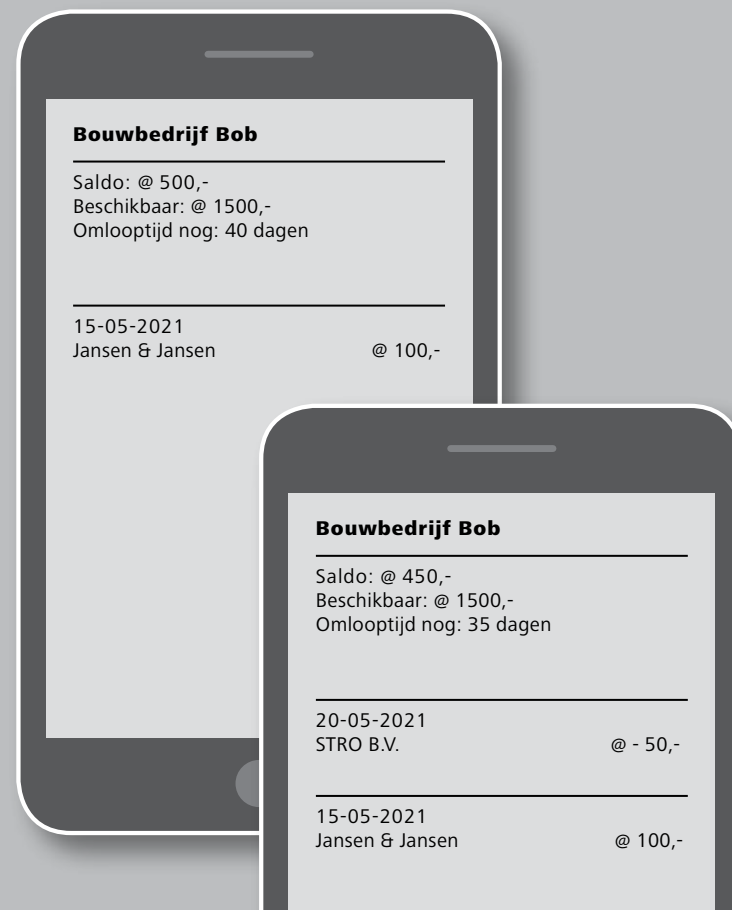 Bouwbedrijf Bob
Saldo: @ 500,-
Beschikbaar: @ 1500,-
Omlooptijd nog: 40 dagen
15-05-2021
Jansen & Jansen @ 100,-
Bouwbedrijf Bob
Saldo: @ 450,-
Beschikbaar: @ 1500,-
Omlooptijd nog: 35 dagen
20-05-2021
STRO B.V. @ - 50,-
15-05-2021
Jansen & Jansen @ 100,-